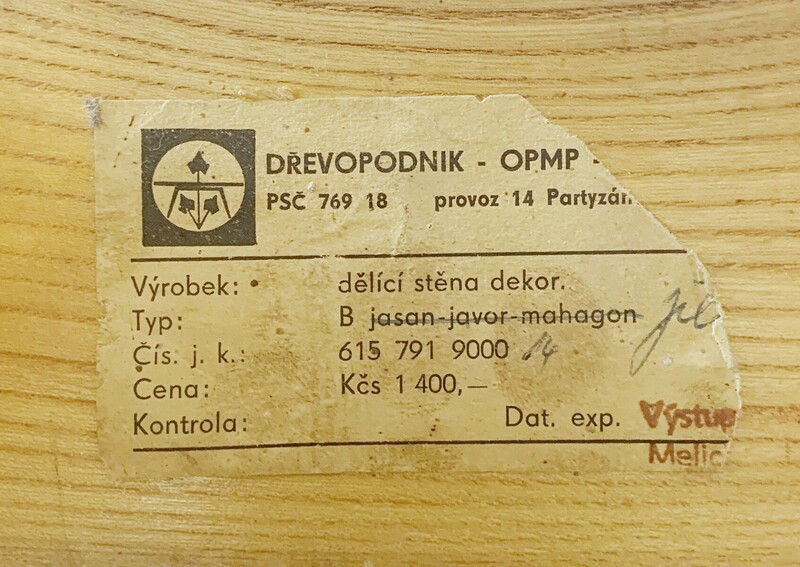 DŘEVOPODNIK - OPMP -
PSČ 769 18 provoz 14 Partyzán
Výrobek: dělící stěna dekor.
Typ: B jasan-javor-mahagon
Čís. j. k.: 615 791 9000 14
Cena: Kčs 1 400,—
Kontrola: Dat. exp. Výstup
Melic